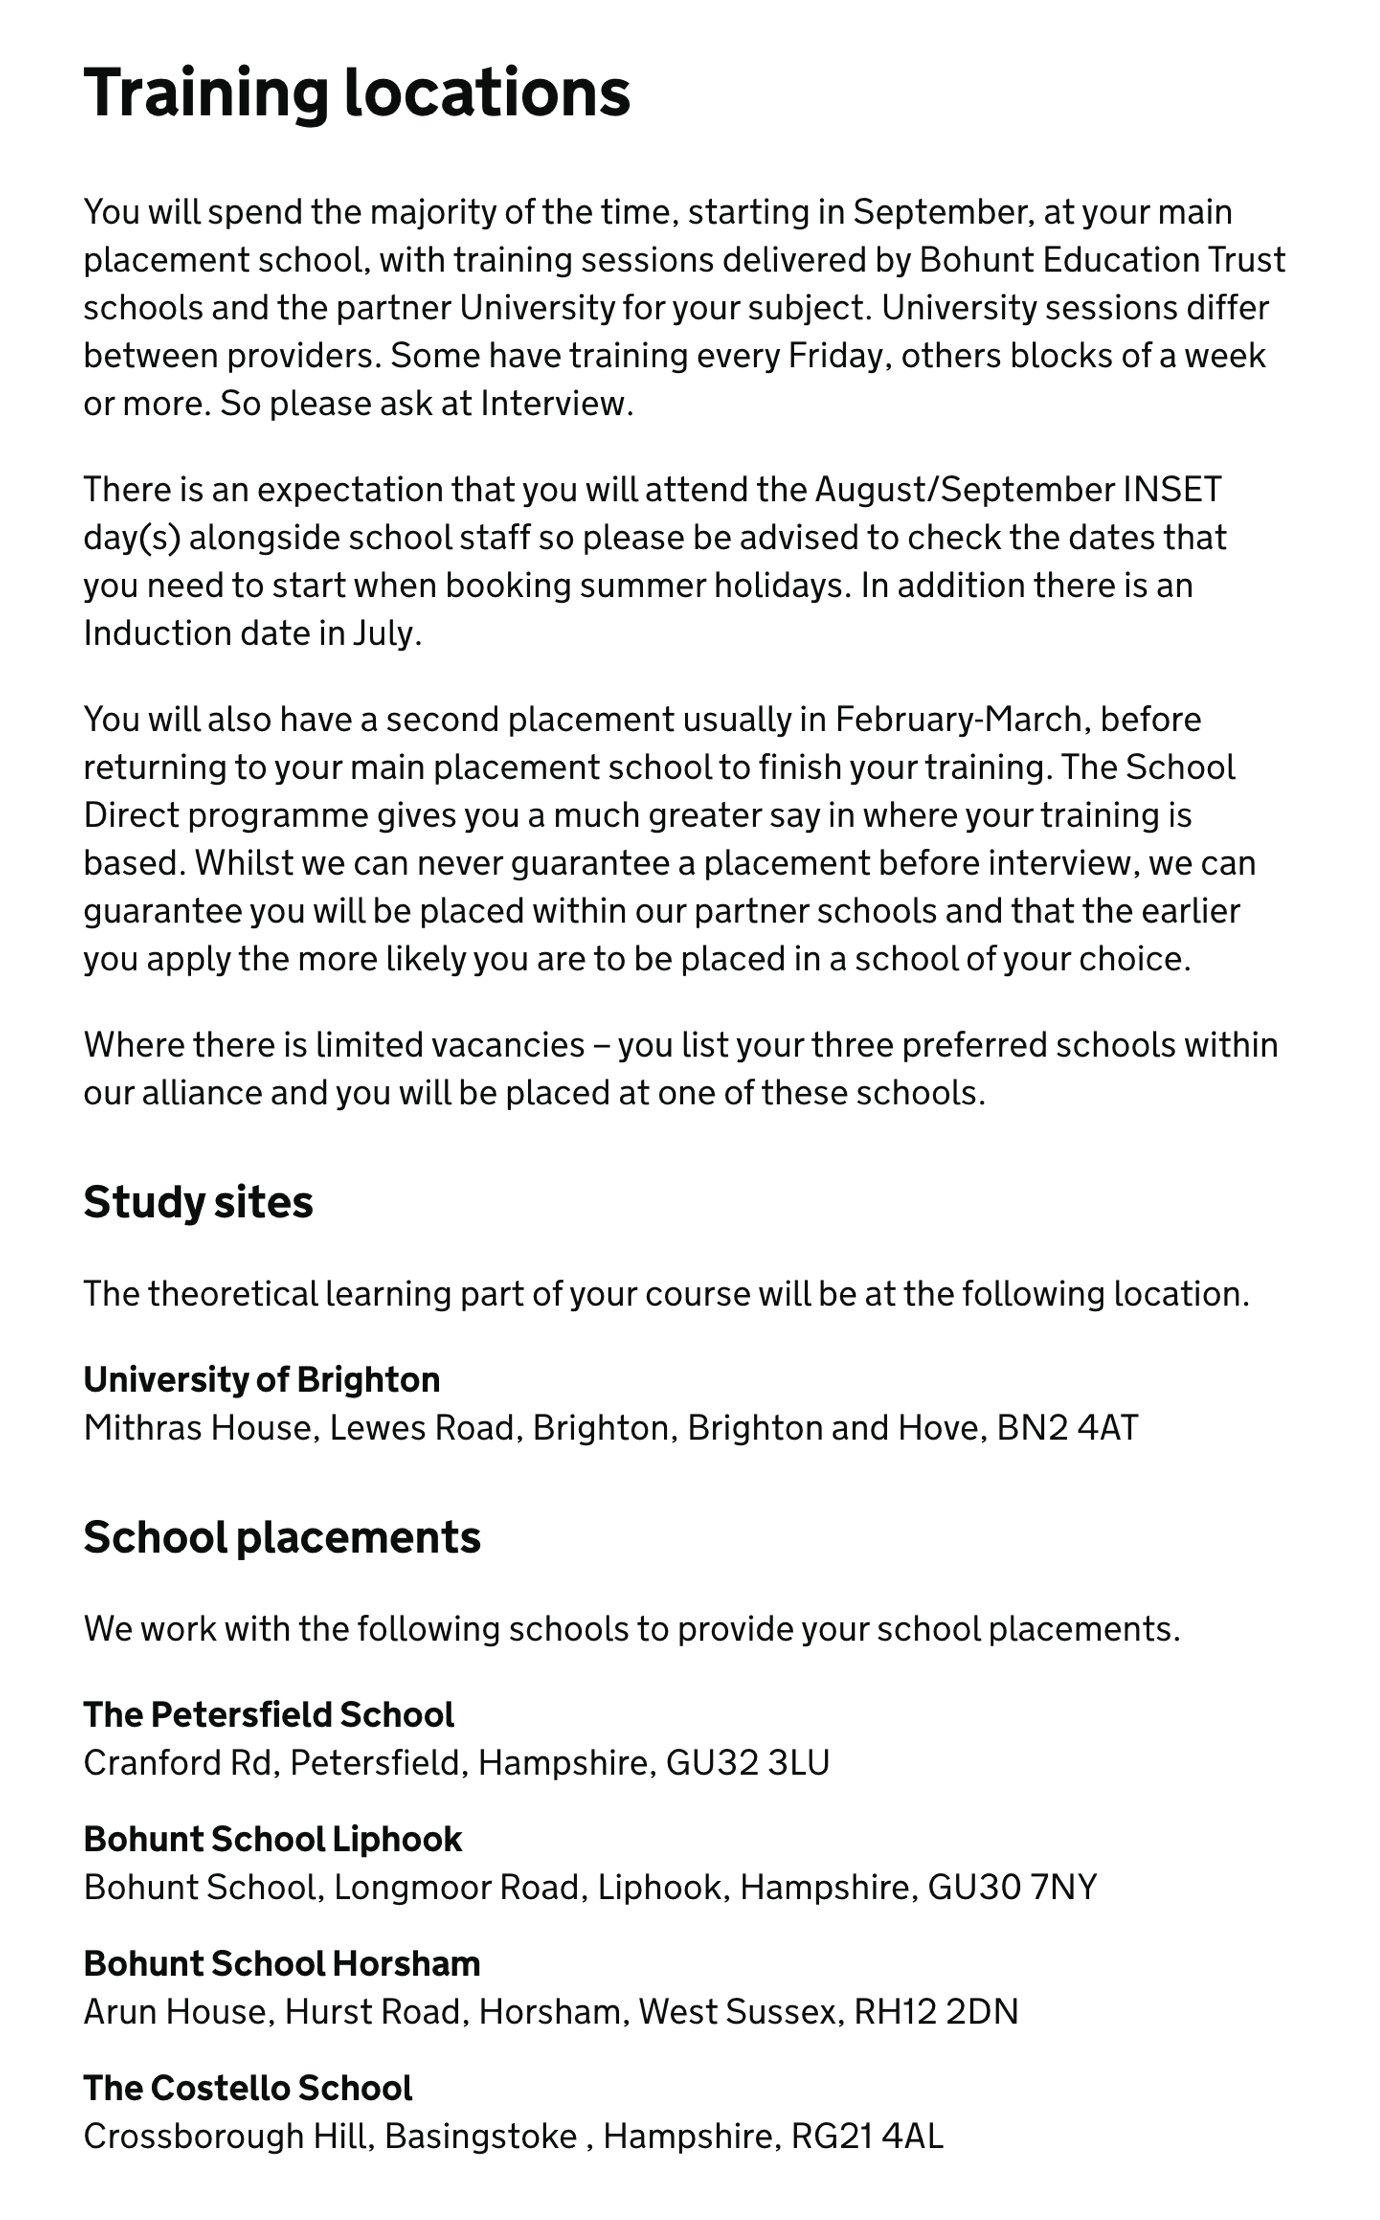 Training locations
You will spend the majority of the time, starting in September, at your main
placement school, with training sessions delivered by Bohunt Education Trust
schools and the partner University for your subject. University sessions differ
between providers. Some have training every Friday, others blocks of a week
or more. So please ask at Interview.
There is an expectation that you will attend the August/September INSET
day(s) alongside school staff so please be advised to check the dates that
you need to start when booking summer holidays. In addition there is an
Induction date in July.
You will also have a second placement usually in February-March, before
returning to your main placement school to finish your training. The School
Direct programme gives you a much greater say in where your training is
based. Whilst we can never guarantee a placement before interview, we can
guarantee you will be placed within our partner schools and that the earlier
you apply the more likely you are to be placed in a school of your choice.
Where there is limited vacancies – you list your three preferred schools within
our alliance and you will be placed at one of these schools.
Study sites
The theoretical learning part of your course will be at the following location.
University of Brighton
Mithras House, Lewes Road, Brighton, Brighton and Hove, BN2 4AT
School placements
We work with the following schools to provide your school placements.
The Petersfield School
Cranford Rd, Petersfield, Hampshire, GU32 3LU
Bohunt School Liphook
Bohunt School, Longmoor Road, Liphook, Hampshire, GU30 7NY
Bohunt School Horsham
Arun House, Hurst Road, Horsham, West Sussex, RH12 2DN
The Costello School
Crossborough Hill, Basingstoke , Hampshire, RG21 4AL